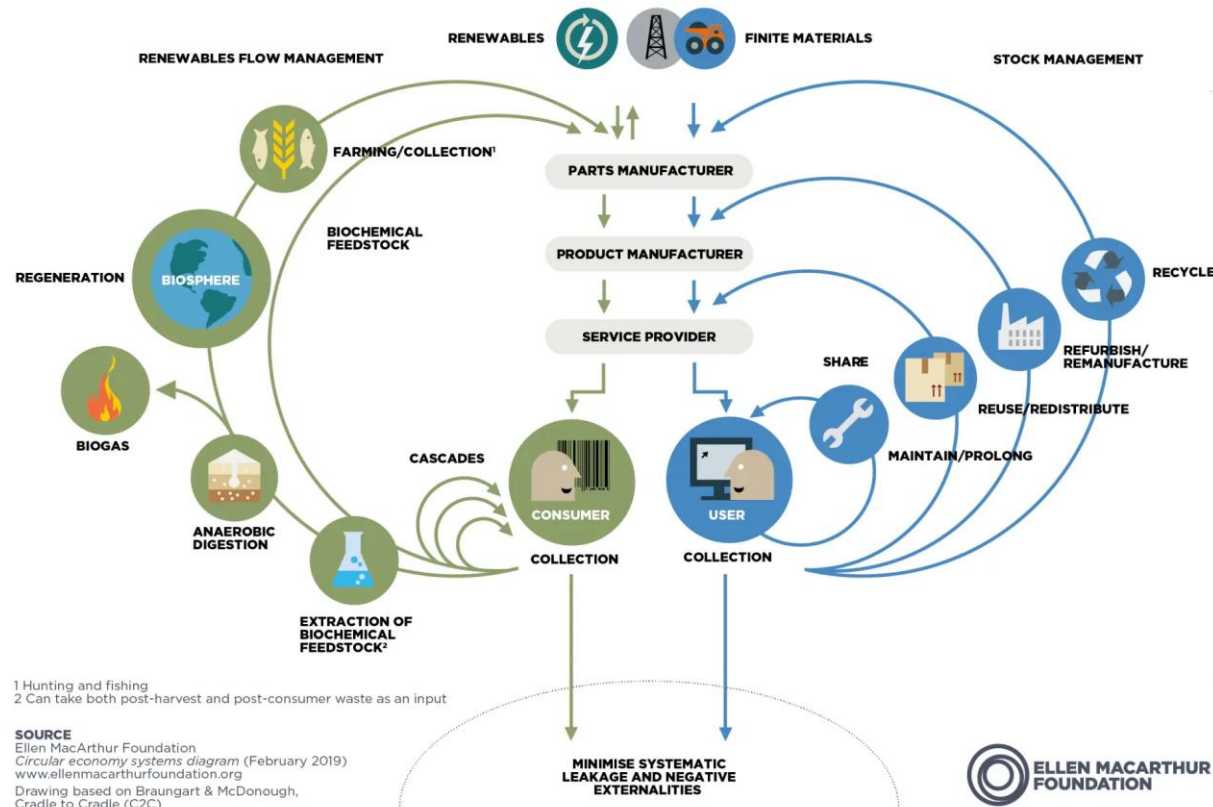 RENEWABLES
FINITE MATERIALS
RENEWABLES FLOW MANAGEMENT
STOCK MANAGEMENT
FARMING/COLLECTION¹
PARTS MANUFACTURER
BIOCHEMICAL
FEEDSTOCK
PRODUCT MANUFACTURER
REGENERATION
BIOSPHERE
RECYCLE
SERVICE PROVIDER
SHARE
REFURBISH/
REMANUFACTURE
REUSE/REDISTRIBUTE
BIOGAS
CASCADES
MAINTAIN/PROLONG
CONSUMER
USER
ANAEROBIC
DIGESTION
COLLECTION
COLLECTION
EXTRACTION OF
BIOCHEMICAL
FEEDSTOCK²
1 Hunting and fishing
2 Can take both post-harvest and post-consumer waste as an input
SOURCE
Ellen MacArthur Foundation
Circular economy systems diagram (February 2019)
www.ellenmacarthurfoundation.org
Drawing based on Braungart & McDonough,
Cradle to Cradle (C2C)
MINIMISE SYSTEMATIC
LEAKAGE AND NEGATIVE
EXTERNALITIES
ELLEN MACARTHUR
FOUNDATION